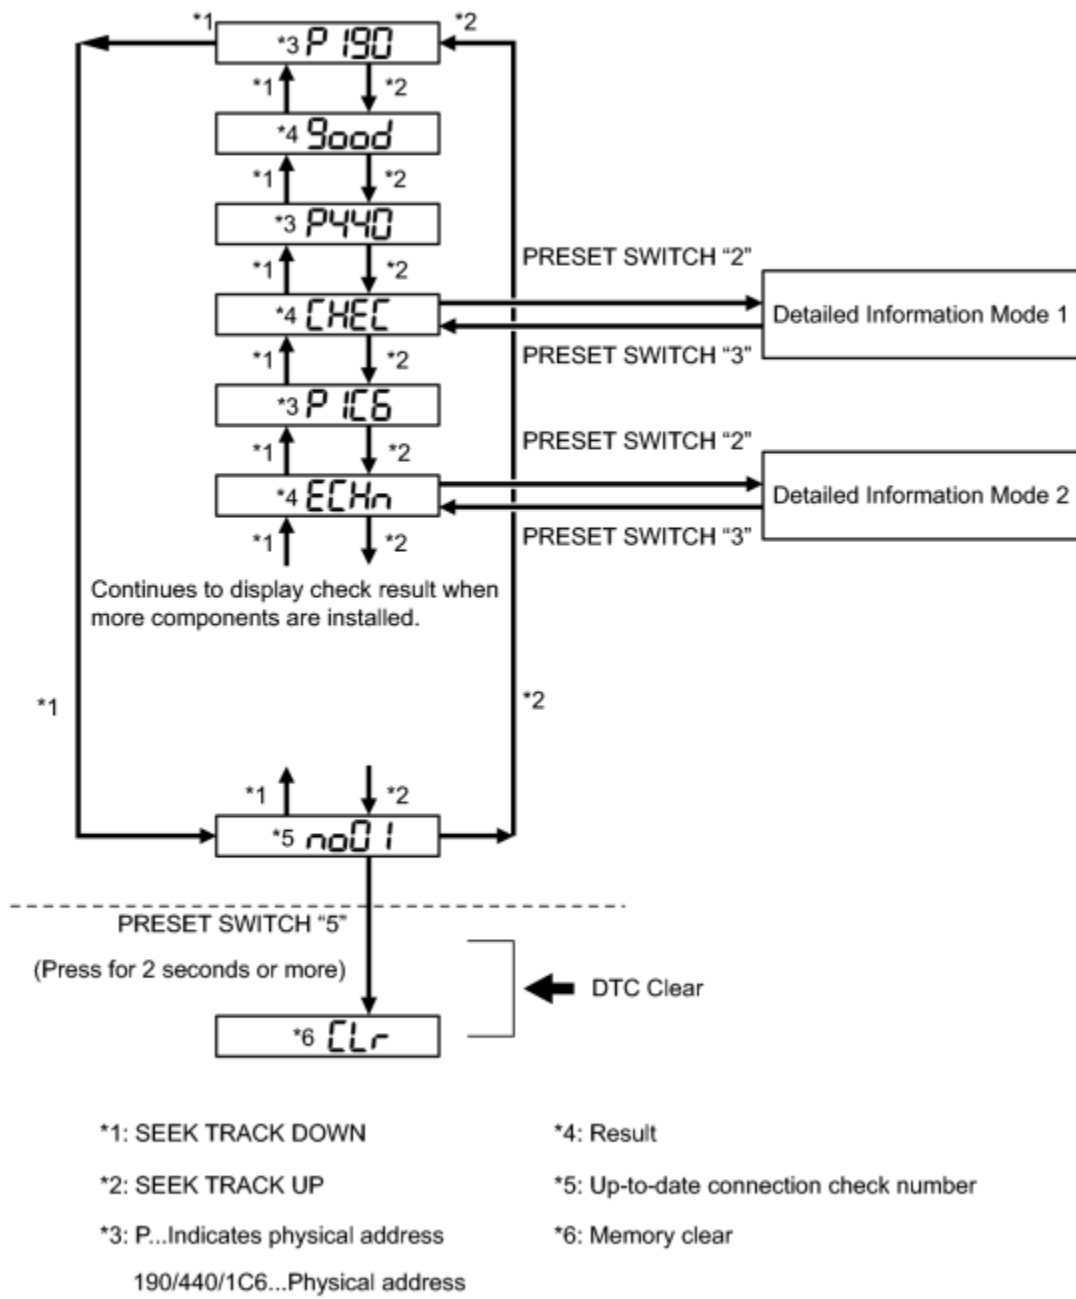 *1
*2
*3 P190
*1
*2
*4 good
*1
*2
*3 P440
*1
*2
PRESET SWITCH “2”
*4 CHEC
Detailed Information Mode 1
*1
*2
PRESET SWITCH “3”
*3 P1C6
*1
*2
PRESET SWITCH “2”
*4 ECHn
Detailed Information Mode 2
*1
*2
PRESET SWITCH “3”
Continues to display check result when
more components are installed.
*1
*2
*1
*2
*5 no01
PRESET SWITCH “5”
(Press for 2 seconds or more)
DTC Clear
*6 CLr
*1: SEEK TRACK DOWN
*4: Result
*2: SEEK TRACK UP
*5: Up-to-date connection check number
*3: P...Indicates physical address
*6: Memory clear
190/440/1C6...Physical address